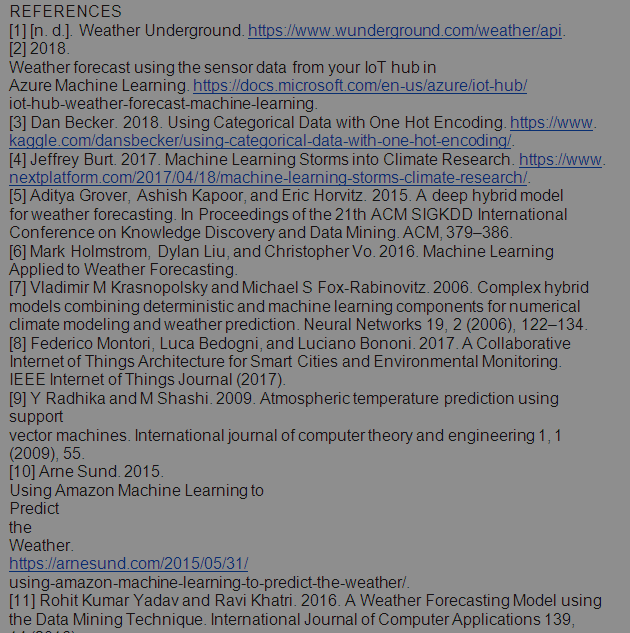 REFERENCES
[1] [n. d.]. Weather Underground. https://www.wunderground.com/weather/api.
[2] 2018.
Weather forecast using the sensor data from your IoT hub in
Azure Machine Learning. https://docs.microsoft.com/en-us/azure/iot-hub/
iot-hub-weather-forecast-machine-learning.
[3] Dan Becker. 2018. Using Categorical Data with One Hot Encoding. https://www.
kaggle.com/dansbecker/using-categorical-data-with-one-hot-encoding/.
[4] Jeffrey Burt. 2017. Machine Learning Storms into Climate Research. https://www.
nextplatform.com/2017/04/18/machine-learning-storms-climate-research/.
[5] Aditya Grover, Ashish Kapoor, and Eric Horvitz. 2015. A deep hybrid model
for weather forecasting. In Proceedings of the 21th ACM SIGKDD International
Conference on Knowledge Discovery and Data Mining. ACM, 379–386.
[6] Mark Holmstrom, Dylan Liu, and Christopher Vo. 2016. Machine Learning
Applied to Weather Forecasting.
[7] Vladimir M Krasnopolsky and Michael S Fox-Rabinovitz. 2006. Complex hybrid
models combining deterministic and machine learning components for numerical
climate modeling and weather prediction. Neural Networks 19, 2 (2006), 122–134.
[8] Federico Montori, Luca Bedogni, and Luciano Bononi. 2017. A Collaborative
Internet of Things Architecture for Smart Cities and Environmental Monitoring.
IEEE Internet of Things Journal (2017).
[9] Y Radhika and M Shashi. 2009. Atmospheric temperature prediction using
support
vector machines. International journal of computer theory and engineering 1, 1
(2009), 55.
[10] Arne Sund. 2015.
Using Amazon Machine Learning to
Predict
the
Weather.
https://arnesund.com/2015/05/31/
using-amazon-machine-learning-to-predict-the-weather/.
[11] Rohit Kumar Yadav and Ravi Khatri. 2016. A Weather Forecasting Model using
the Data Mining Technique. International Journal of Computer Applications 139,